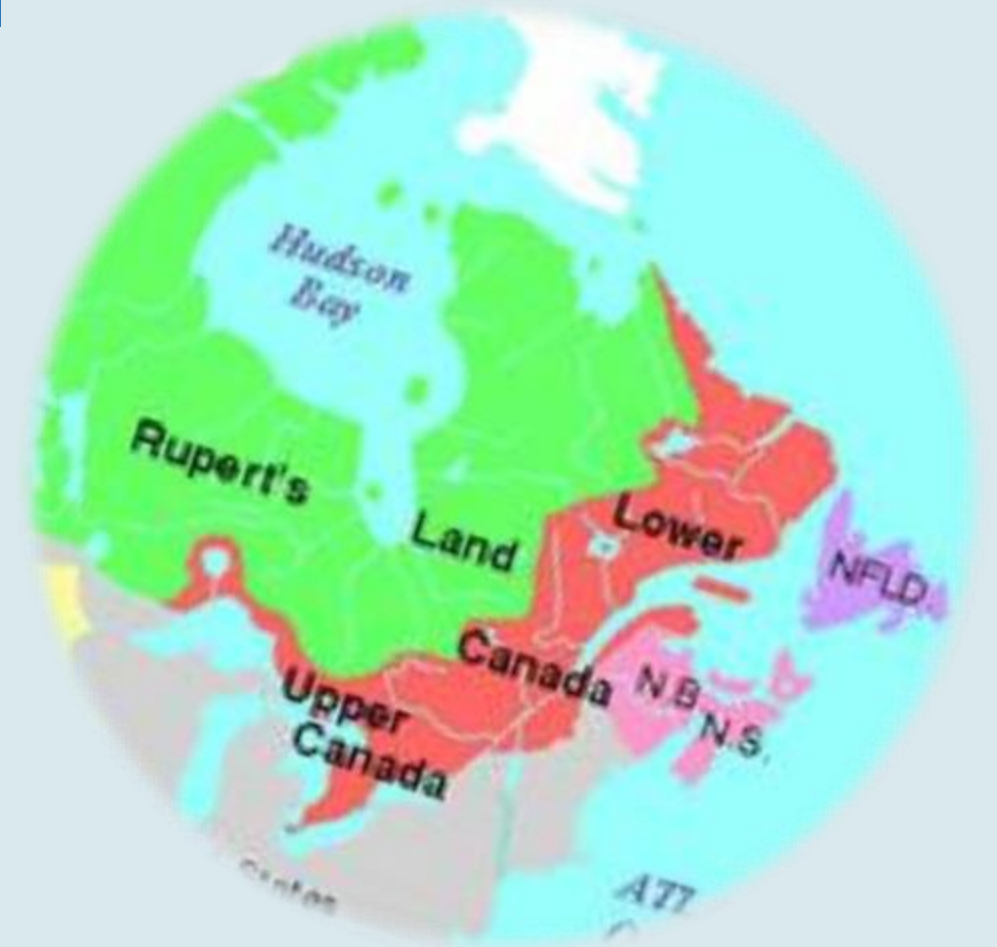 Hudson
Bay
Rupert's
Land
Lower
Canada
NFLD
N.B.
N.S.
Upper
Canada